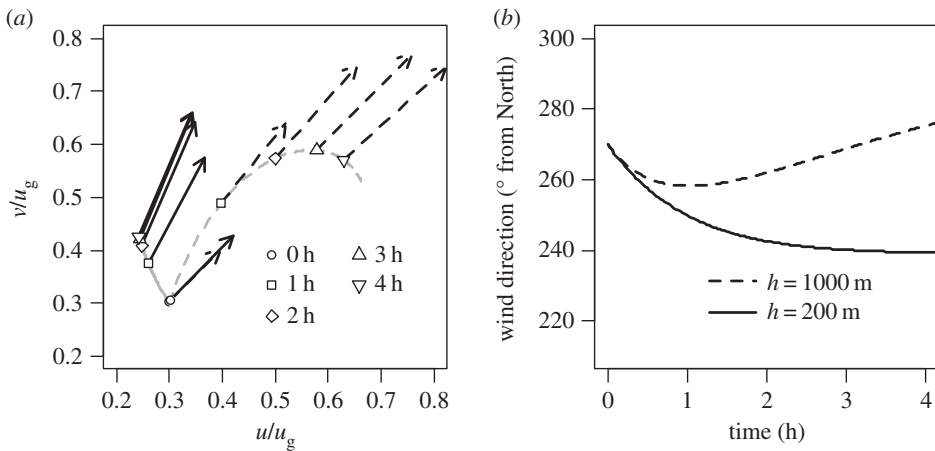 (a)
0.8
0.7
0.6
0.5
0.4
0.3
0.2
v/u_g
0 h
1 h
2 h
3 h
4 h
0.2 0.3 0.4 0.5 0.6 0.7 0.8
u/u_g
(b)
300
280
260
240
220
wind direction (° from North)
h = 1000 m
h = 200 m
0 1 2 3 4
time (h)